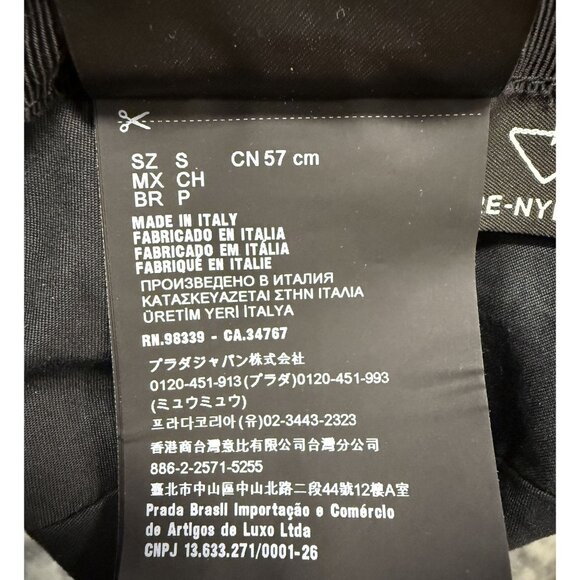 SZ S CN 57 cm
MX CH
BR P
MADE IN ITALY
FABRICADO EN ITALIA
FABRICADO EM ITÁLIA
FABRIQUÉ EN ITALIE
ПРОИЗВЕДЕНО В ИТАЛИЯ
ΚΑΤΑΣΚΕΥΑΖΕΤΑΙ ΣΤΗΝ ΙΤΑΛΙΑ
ÜRETİM YERİ İTALYA
RN.98339 - CA.34767
プラダジャパン株式会社
0120-451-913 (プラダ)0120-451-993
(ミュウミュウ)
프라다코리아(유)02-3443-2323
香港商台灣意比有限公司台灣分公司
886-2-2571-5255
臺北市中山區中山北路二段44號12樓A室
Prada Brasil Importação e Comércio
de Artigos de Luxo Ltda
CNPJ 13.633.271/0001-26
RE-NY